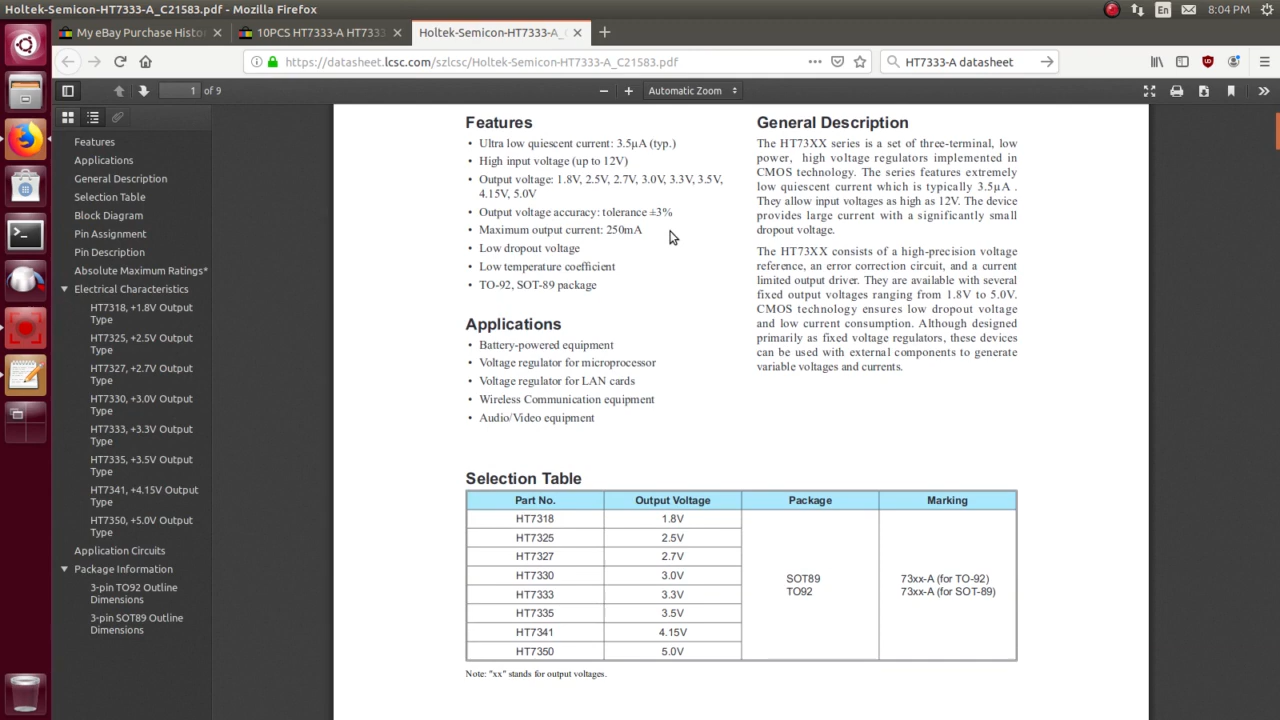 Holtek-Semicon-HT7333-A_C21583.pdf - Mozilla Firefox
En
8:04 PM
My eBay Purchase Histo
10PCS HT7333-A HT7333
Holtek-Semicon-HT7333-A_C
https://datasheet.lcsc.com/szlcsc/Holtek-Semicon-HT7333-A_C21583.pdf
HT7333-A datasheet
1 of 9
Automatic Zoom
Features
Applications
General Description
Selection Table
Block Diagram
Pin Assignment
Pin Description
Absolute Maximum Ratings*
Electrical Characteristics
HT7318, +1.8V Output
Type
HT7325, +2.5V Output
Type
HT7327, +2.7V Output
Type
HT7330, +3.0V Output
Type
HT7333, +3.3V Output
Type
HT7335, +3.5V Output
Type
HT7341, +4.15V Output
Type
HT7350, +5.0V Output
Type
Application Circuits
Package Information
3-pin TO92 Outline
Dimensions
3-pin SOT89 Outline
Dimensions
Features
• Ultra low quiescent current: 3.5μA (typ.)
• High input voltage (up to 12V)
• Output voltage: 1.8V, 2.5V, 2.7V, 3.0V, 3.3V, 3.5V,
4.15V, 5.0V
• Output voltage accuracy: tolerance ±3%
• Maximum output current: 250mA
• Low dropout voltage
• Low temperature coefficient
• TO-92, SOT-89 package
Applications
• Battery-powered equipment
• Voltage regulator for microprocessor
• Voltage regulator for LAN cards
• Wireless Communication equipment
• Audio/Video equipment
General Description
The HT73XX series is a set of three-terminal, low
power, high voltage regulators implemented in
CMOS technology. The series features extremely
low quiescent current which is typically 3.5μA .
They allow input voltages as high as 12V. The device
provides large current with a significantly small
dropout voltage.
The HT73XX consists of a high-precision voltage
reference, an error correction circuit, and a current
limited output driver. They are available with several
fixed output voltages ranging from 1.8V to 5.0V.
CMOS technology ensures low dropout voltage
and low current consumption. Although designed
primarily as fixed voltage regulators, these devices
can be used with external components to generate
variable voltages and currents.
Selection Table
Part No. Output Voltage Package Marking
HT7318 1.8V
HT7325 2.5V
HT7327 2.7V
HT7330 3.0V
HT7333 3.3V
HT7335 3.5V
HT7341 4.15V
HT7350 5.0V
SOT89
TO92
73xx-A (for TO-92)
73xx-A (for SOT-89)
Note: "xx" stands for output voltages.